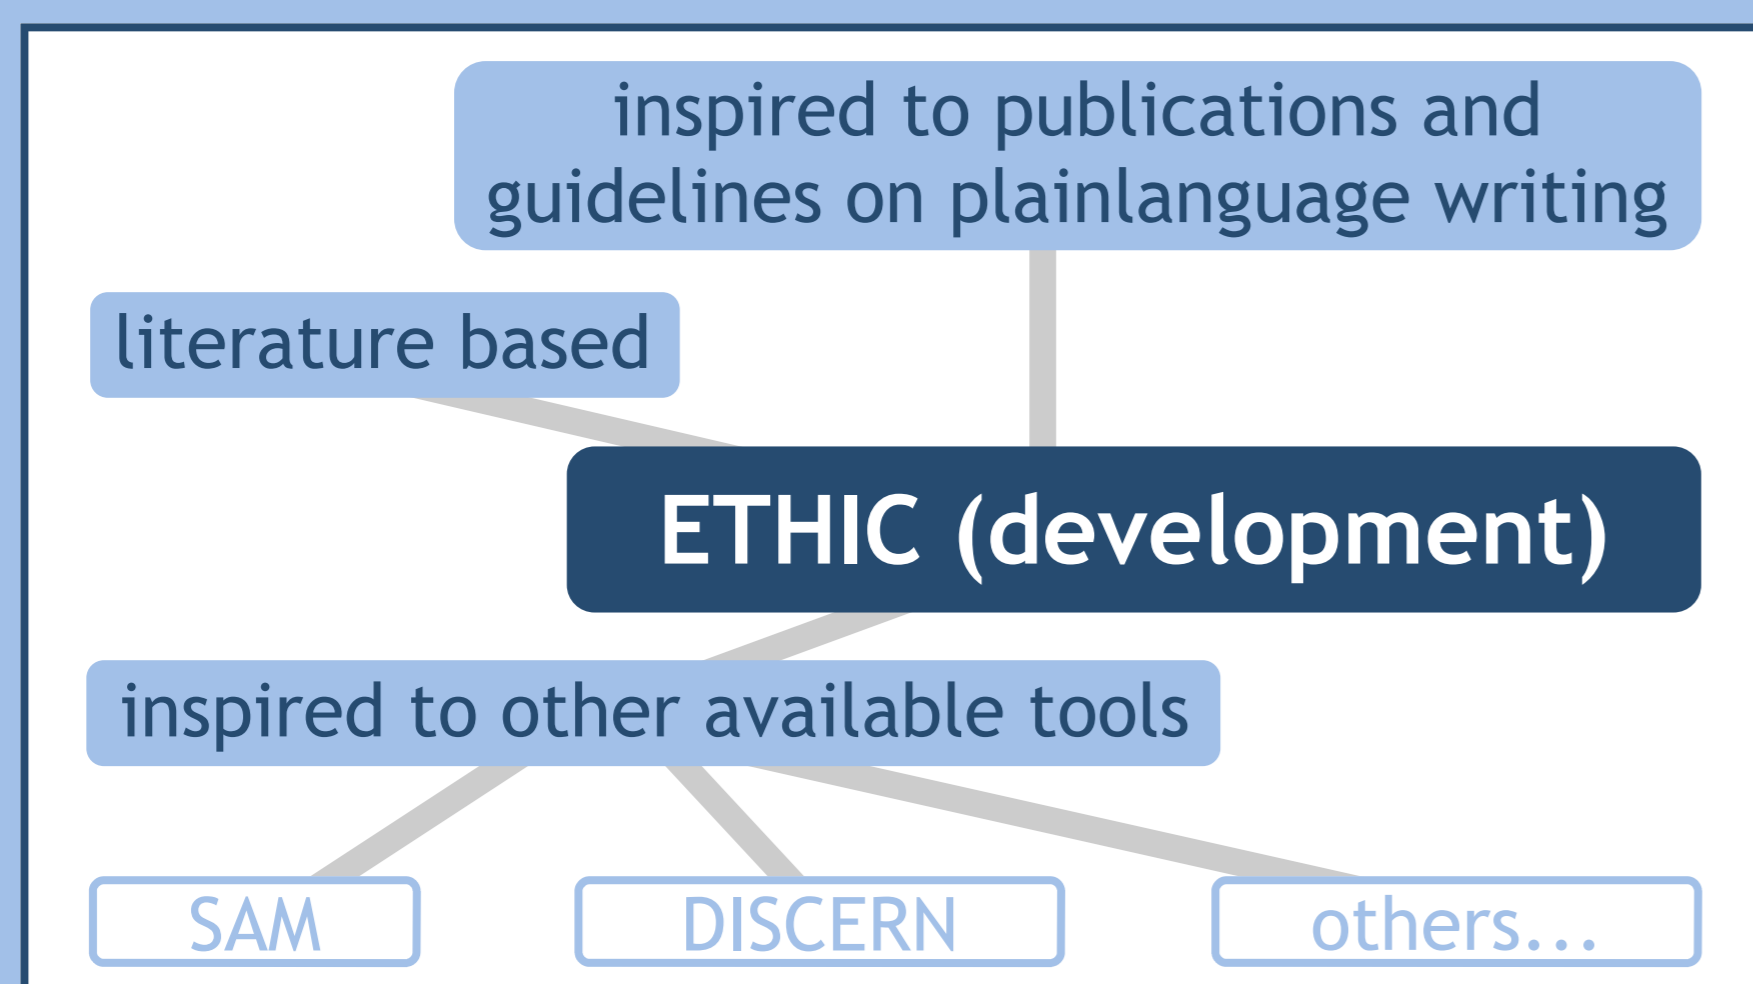 inspired to publications and
guidelines on plainlanguage writing
literature based
ETHIC (development)
inspired to other available tools
SAM
DISCERN
others...